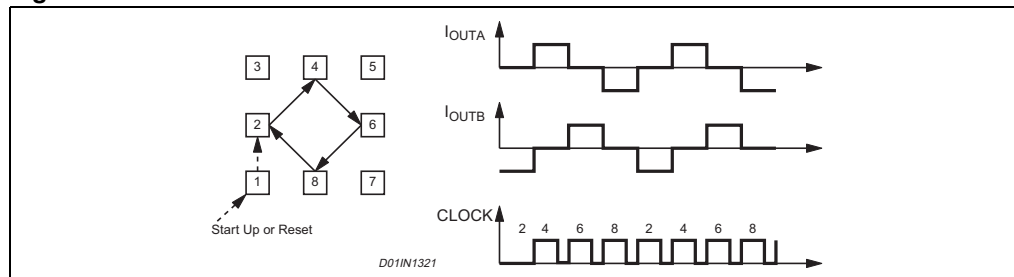 I OUTA
3 4 5
2 6
I OUTB
1 8 7
Start Up or Reset
CLOCK
2 4 6 8 2 4 6 8
D01IN1321